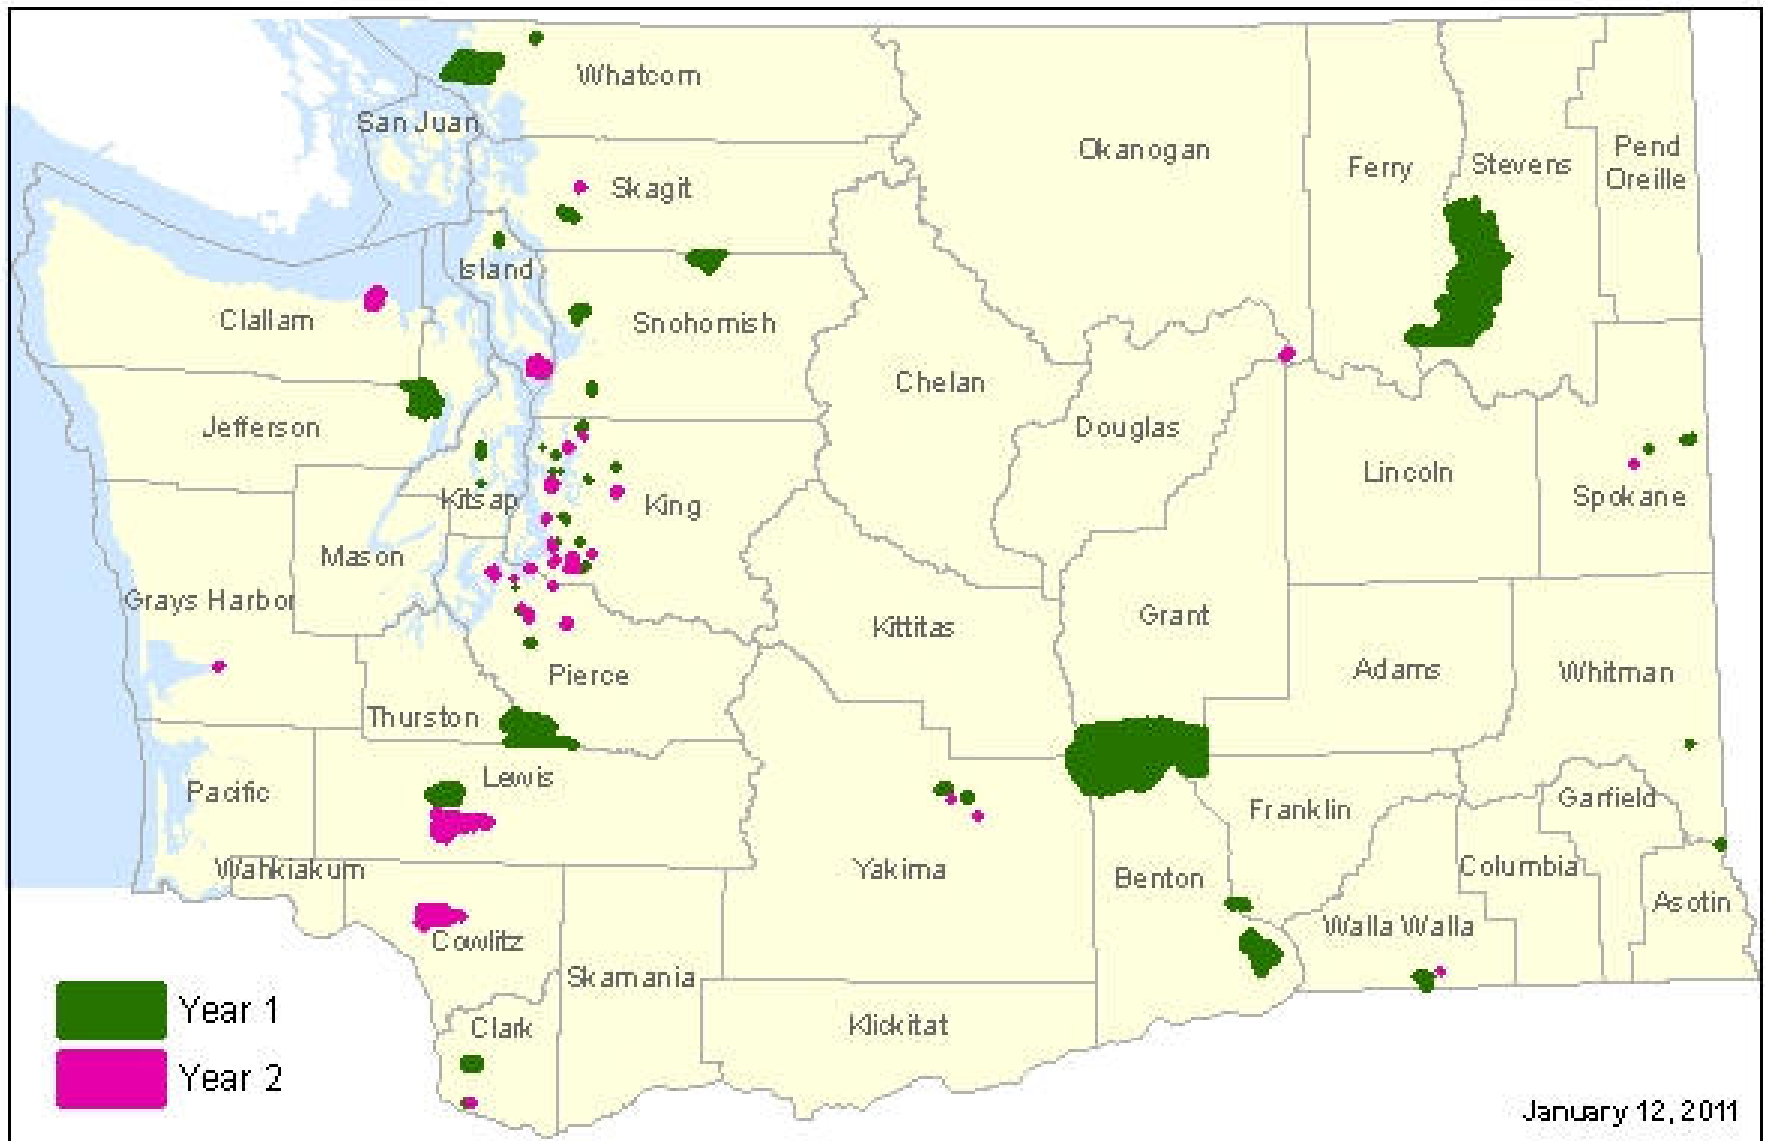 Whatcom
San Juan
Okanogan
Pend
Oreille
Ferry
Stevens
Skagit
Island
Clallam
Snohomish
Chelan
Jefferson
Douglas
Lincoln
Spokane
Kitsap
King
Mason
Grays Harbor
Kittitas
Grant
Adams
Whitman
Pierce
Thurston
Lewis
Pacific
Franklin
Garfield
Wahkiakum
Yakima
Benton
Columbia
Asotin
Walla Walla
Cowlitz
Skamania
Clark
Klickitat
Year 1
Year 2
January 12, 2011